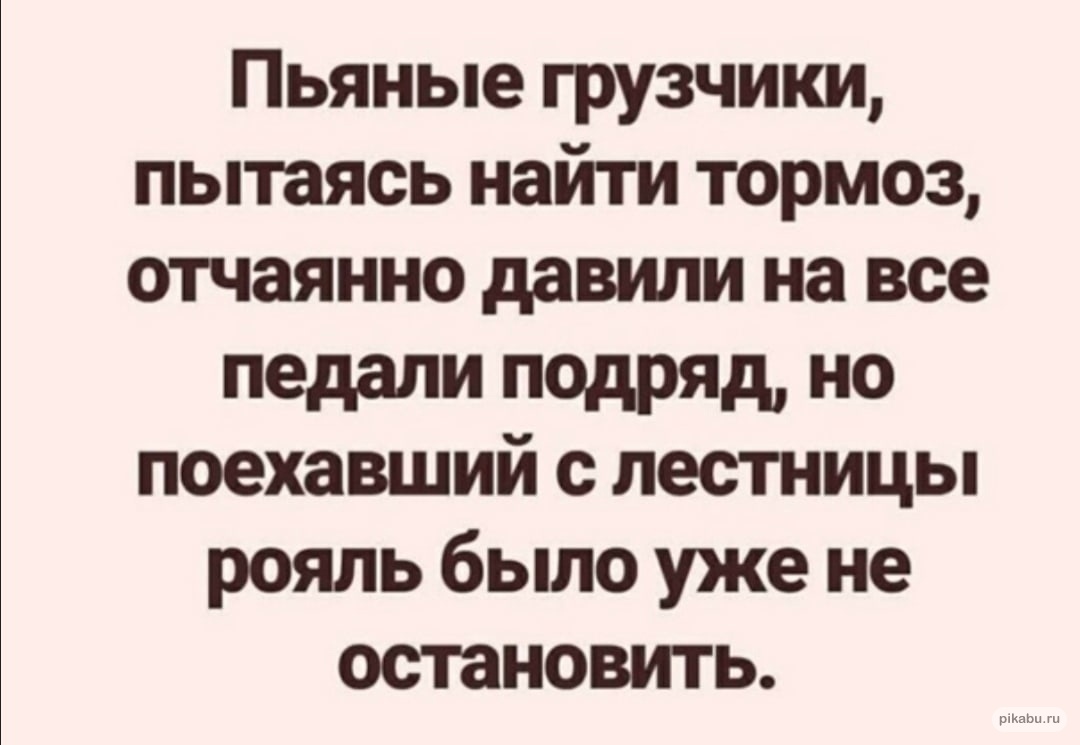 Пьяные грузчики,
пытаясь найти тормоз,
отчаянно давили на все
педали подряд, но
поехавший с лестницы
рояль было уже не
остановить.
pikabu.ru